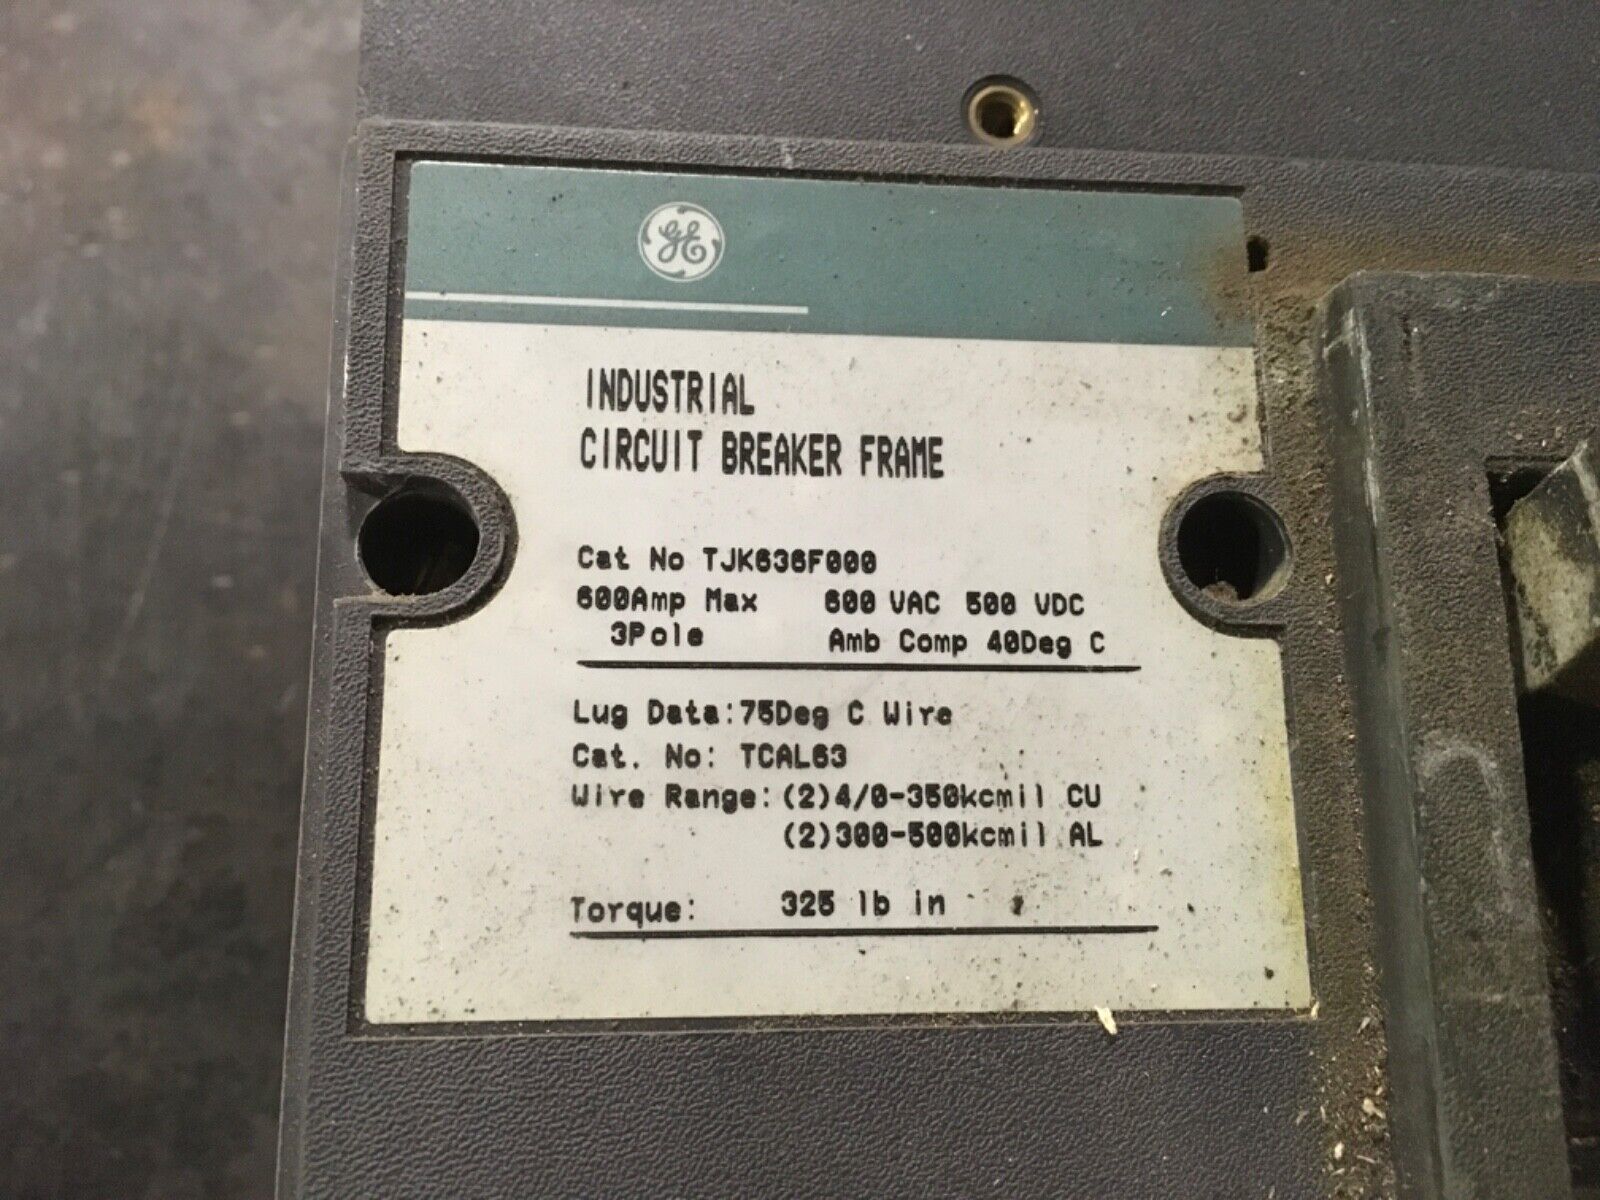 GE
INDUSTRIAL
CIRCUIT BREAKER FRAME
Cat No TJK636F000
600Amp Max 600 VAC 500 VDC
3Pole Amb Comp 40Deg C
Lug Data:75Deg C Wire
Cat. No: TCAL63
Wire Range:(2)4/0-350kcmil CU
(2)300-500kcmil AL
Torque: 325 lb in